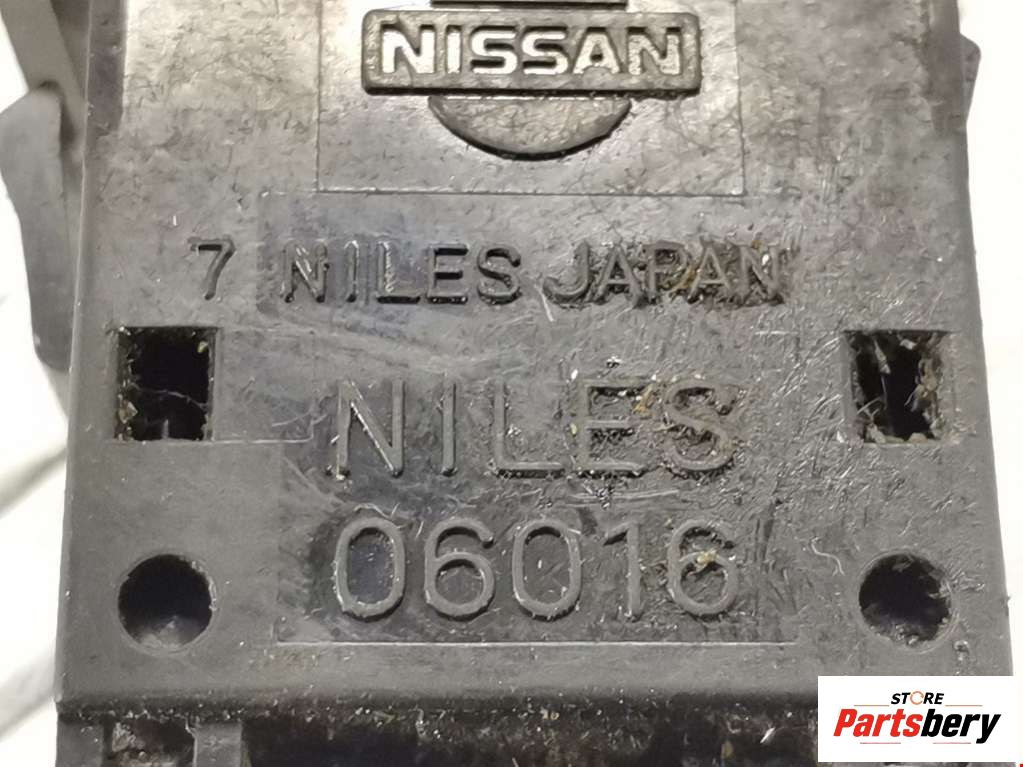 NISSAN
7 NILES JAPAN
NILES
06016
STORE
Partsbery